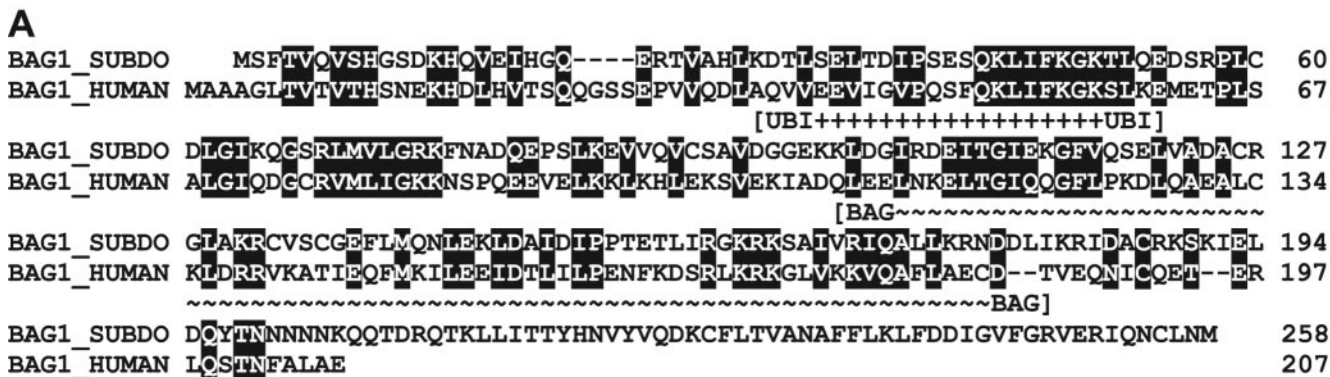 A
BAG1_SUBDO MSFTVQVSHGSDKHQVEIHGQ----ERTVAHLKDTLSELTDIPSESQKLIFKGKTLQEDSRPLC 60
BAG1_HUMAN MAAAGLTVTVTHSNEKHDLHVTSQQGSSEPVVQDLAQVVEEVIGVPQSFQKLIFKGKSLKEMETPLS 67
[UBI++++++++++++++++++UBI]
BAG1_SUBDO DLGIKQGSRLMVLGRKFNADQEPSLKEVVQVCSAVDGGEKKLDGIRDEITGIEKGFVQSELVADACR 127
BAG1_HUMAN ALGIQDGCRVMLIGKKNSPQEEVELKKLKHLEKSVEKIADQLEELNKELTGIQQGFLPKDLQAEALC 134
[BAG~~~~~~~~~~~~~~~~~~~~~~~
BAG1_SUBDO GLAKRCVSCGEFLMQNLEKLDAIDIPPTETLIRGKRKSAIVRIQALLKRNDDLIKRIDACRKSKIEL 194
BAG1_HUMAN KLDRRVKATIEQFMKILEEIDTLILPENFKDSRLKRKGLVKKVQAFLAECD--TVEQNICQET--ER 197
~~~~~~~~~~~~~~~~~~~~~~~~~~~~~~~~~~~~~~~~~~~~~~~~~~BAG]
BAG1_SUBDO DQYTNNNNNKQQTDRQTKLLITTYHNVYVQDKCFLTVANAFFLKLFDDIGVFGRVERIQNCLNM 258
BAG1_HUMAN LQSTNFALAE 207